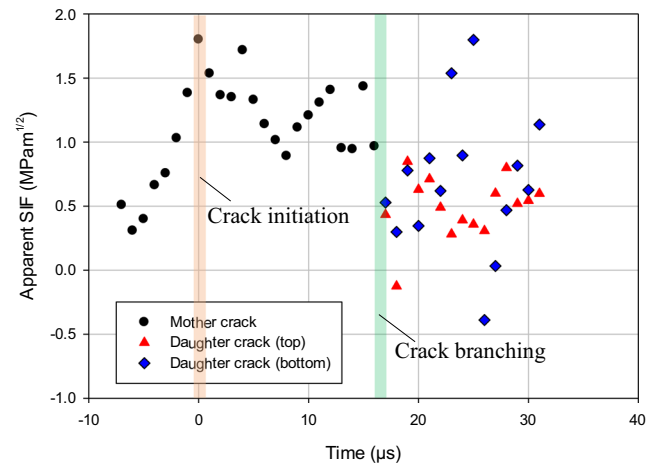 2.0
1.5
1.0
0.5
0.0
-0.5
-1.0
Apparent SIF (MPam1/2)
Crack initiation
Mother crack
Daughter crack (top)
Daughter crack (bottom)
Crack branching
-10 0 10 20 30 40
Time (µs)